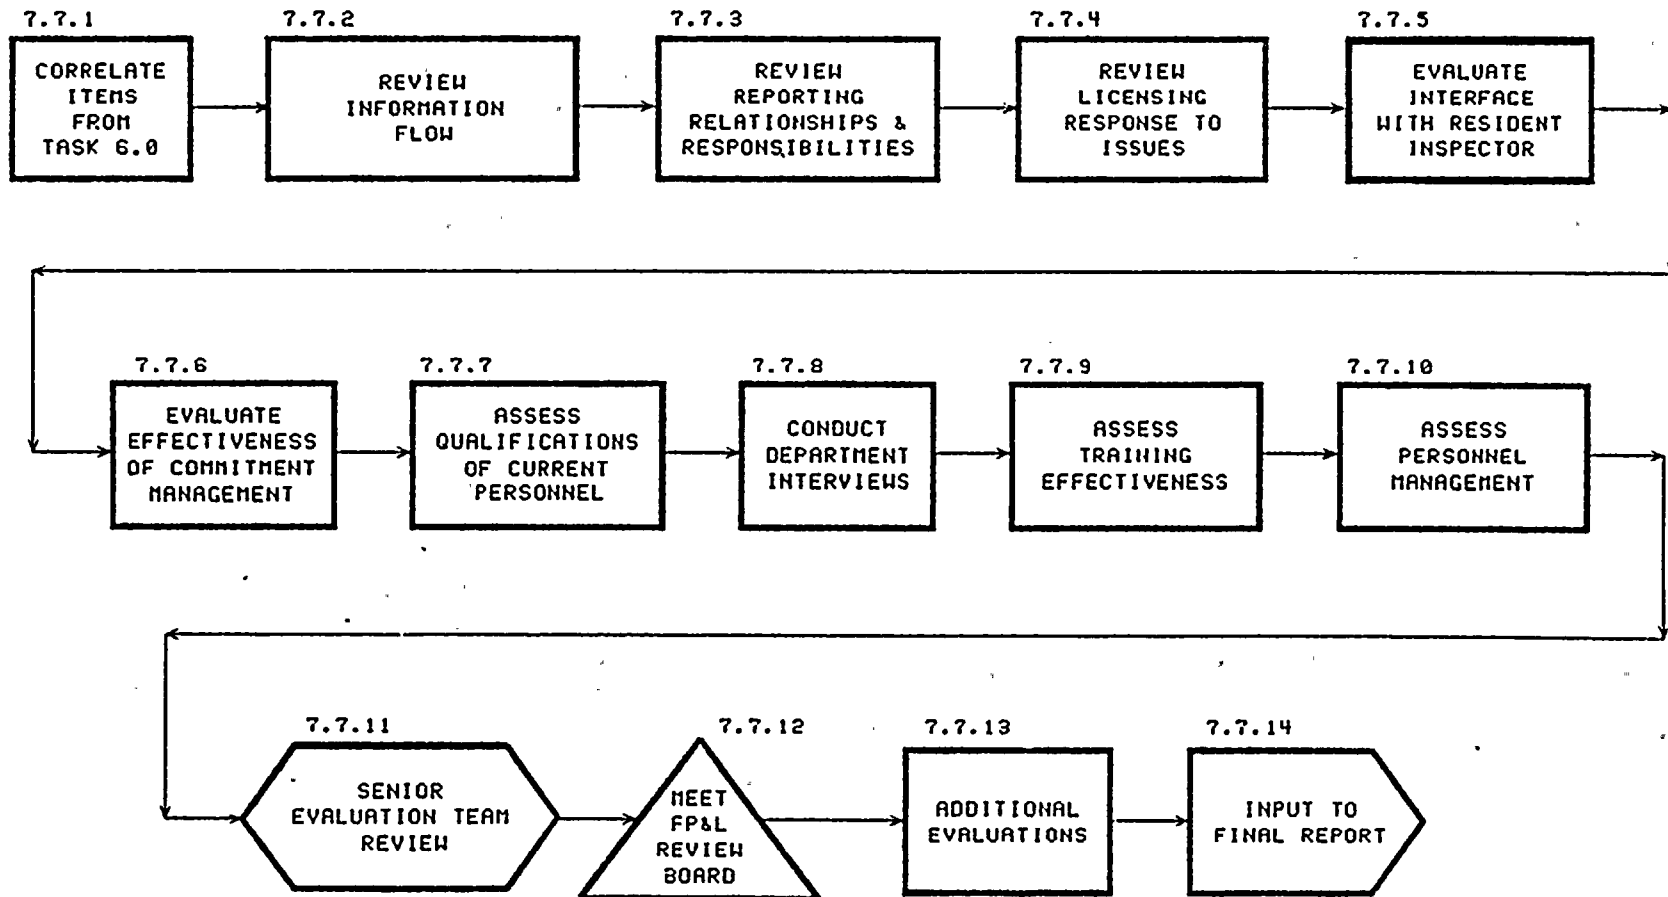 7.7.1
CORRELATE
ITEMS
FROM
TASK 6.0
7.7.2
REVIEW
INFORMATION
FLOW
7.7.3
REVIEW
REPORTING
RELATIONSHIPS &
RESPONSIBILITIES
7.7.4
REVIEW
LICENSING
RESPONSE TO
ISSUES
7.7.5
EVALUATE
INTERFACE
WITH RESIDENT
INSPECTOR
7.7.6
EVALUATE
EFFECTIVENESS
OF COMMITMENT
MANAGEMENT
7.7.7
ASSESS
QUALIFICATIONS
OF CURRENT
PERSONNEL
7.7.8
CONDUCT
DEPARTMENT
INTERVIEWS
7.7.9
ASSESS
TRAINING
EFFECTIVENESS
7.7.10
ASSESS
PERSONNEL
MANAGEMENT
7.7.11
SENIOR
EVALUATION TEAM
REVIEW
7.7.12
MEET
FP&L
REVIEW
BOARD
7.7.13
ADDITIONAL
EVALUATIONS
7.7.14
INPUT TO
FINAL REPORT